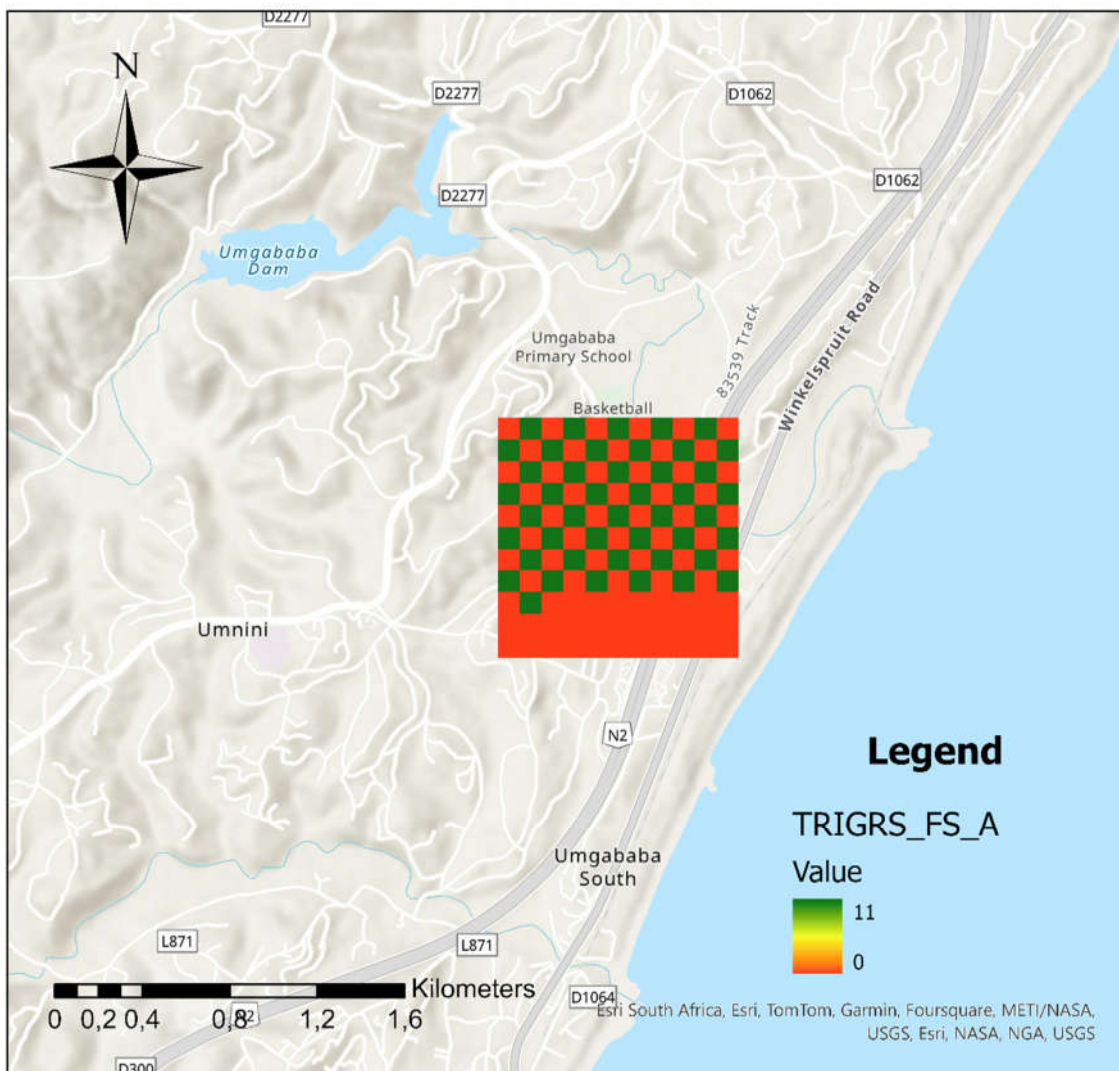 D2277
N
D2277
D1062
D2277
D1062
Umgababa
Dam
Umgababa
Primary School
83539 Track
Winkelspruit Road
Basketball
Umnini
N2
Legend
TRIGRS_FS_A
Value
11
0
Umgababa
South
L871
L871
Kilometers
D1064
0 0,2 0,4 0,8 1,2 1,6
Esri South Africa, Esri, TomTom, Garmin, Foursquare, METI/NASA,
USGS, Esri, NASA, NGA, USGS
D300